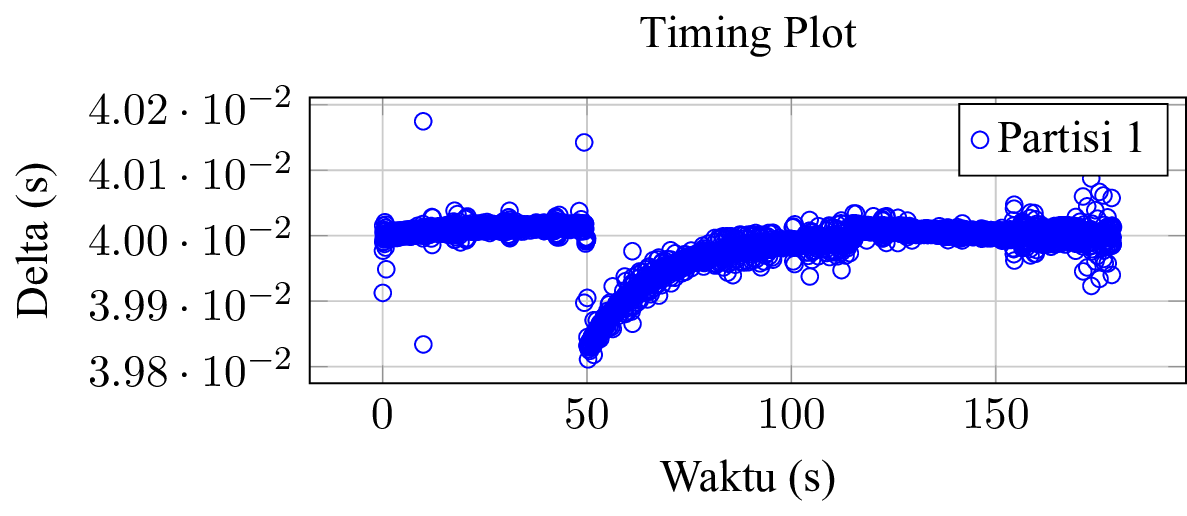 Timing Plot
4.02 · 10⁻²
4.01 · 10⁻²
4.00 · 10⁻²
3.99 · 10⁻²
3.98 · 10⁻²
Delta (s)
Partisi 1
0 50 100 150
Waktu (s)